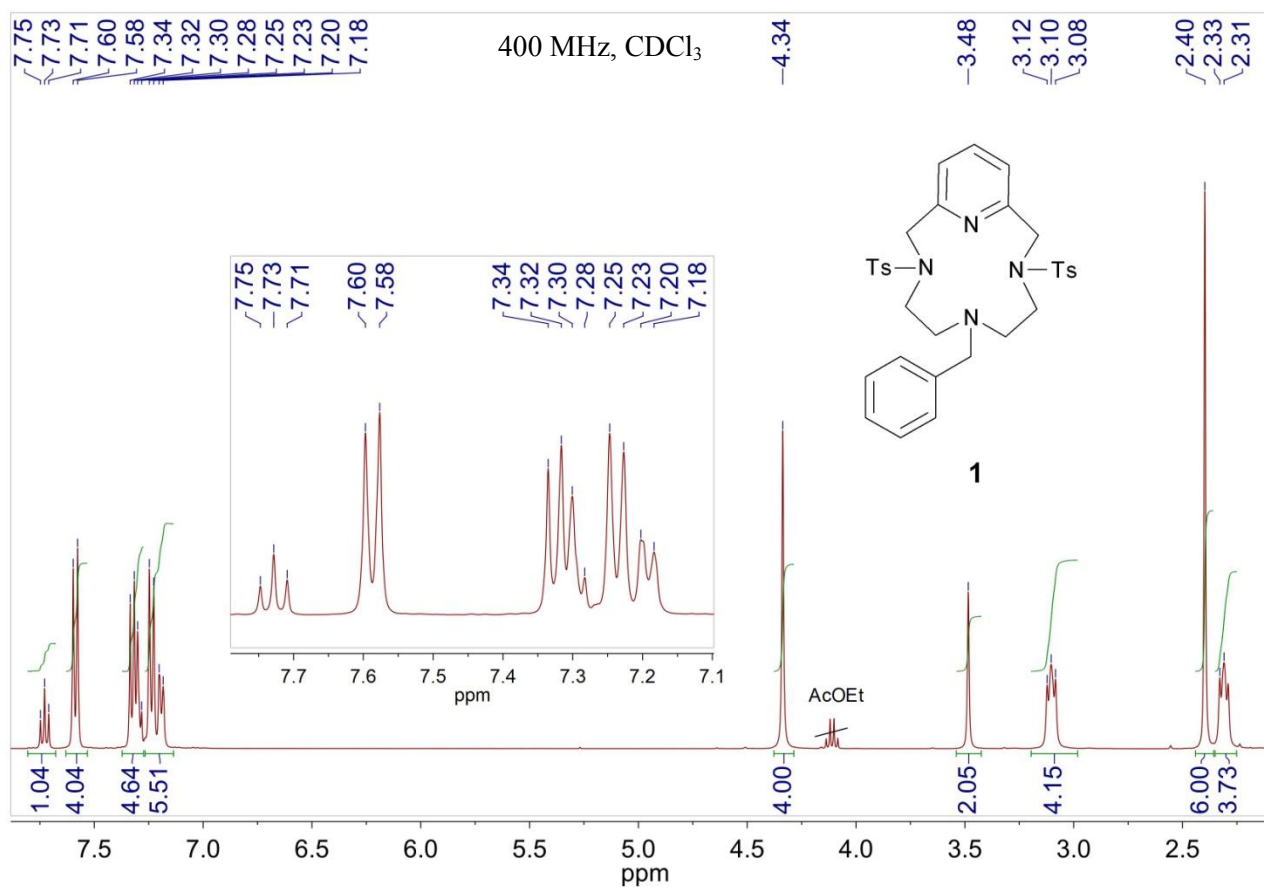 7.75 7.73 7.71 7.60 7.58 7.34 7.32 7.30 7.28 7.25 7.23 7.20 7.18
400 MHz, CDCl₃
4.34
3.48
3.12 3.10 3.08
2.40 2.33 2.31
7.75 7.73 7.71 7.60 7.58 7.34 7.32 7.30 7.28 7.25 7.23 7.20 7.18
7.7 7.6 7.5 7.4 7.3 7.2 7.1
ppm
N
Ts N N Ts
N
1
AcOEt
1.04 4.04 4.64 5.51 4.00 2.05 4.15 6.00 3.73
7.5 7.0 6.5 6.0 5.5 5.0 4.5 4.0 3.5 3.0 2.5
ppm